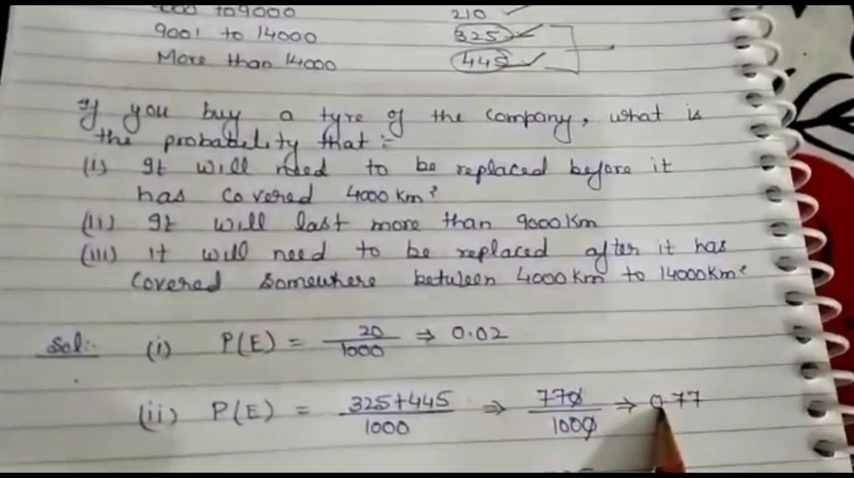 to 9000 210
9001 to 14000 325
More than 14000 445
If you buy a tyre of the company, what is
the probability that :-
(i) It will need to be replaced before it
has covered 4000 km?
(ii) It will last more than 9000 Km
(iii) it will need to be replaced after it has
covered somewhere between 4000 km to 14000 Km?
Sol:- (i) P(E) = 20/1000 ⇒ 0.02
(ii) P(E) = 325+445/1000 ⇒ 770/1000 ⇒ 0.77